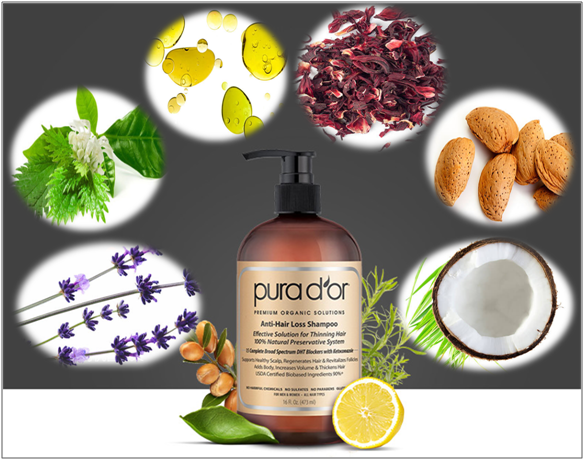 pura d'or
PREMIUM ORGANIC SOLUTIONS
Anti-Hair Loss Shampoo
Effective Solution for Thinning Hair
100% Natural Preservative System
15 Complete Broad Spectrum DHT Blockers with Ketoconazole
Supports Healthy Scalps, Regenerates Hair & Revitalizes Follicles
Adds Body, Increases Volume & Thickens Hair
USDA Certified Biobased Ingredients 90%+
NO HARMFUL CHEMICALS NO SULFATES NO PARABENS
FOR MEN & WOMEN - ALL HAIR TYPES
16 fl. Oz. (473 ml)